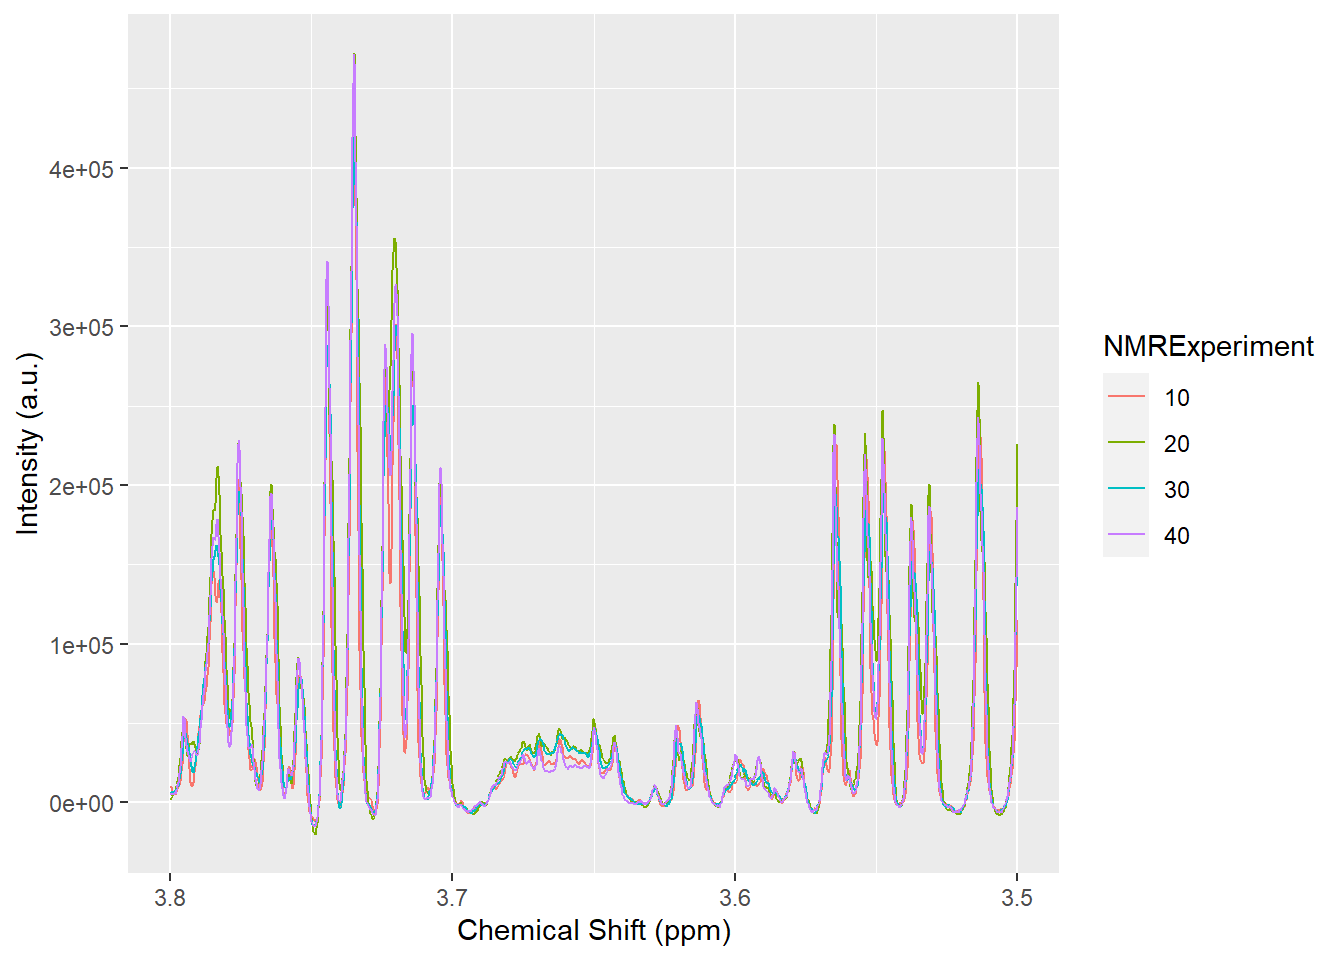 4e+05
3e+05
2e+05
1e+05
0e+00
Intensity (a.u.)
3.8
3.7
3.6
3.5
Chemical Shift (ppm)
NMRExperiment
10
20
30
40